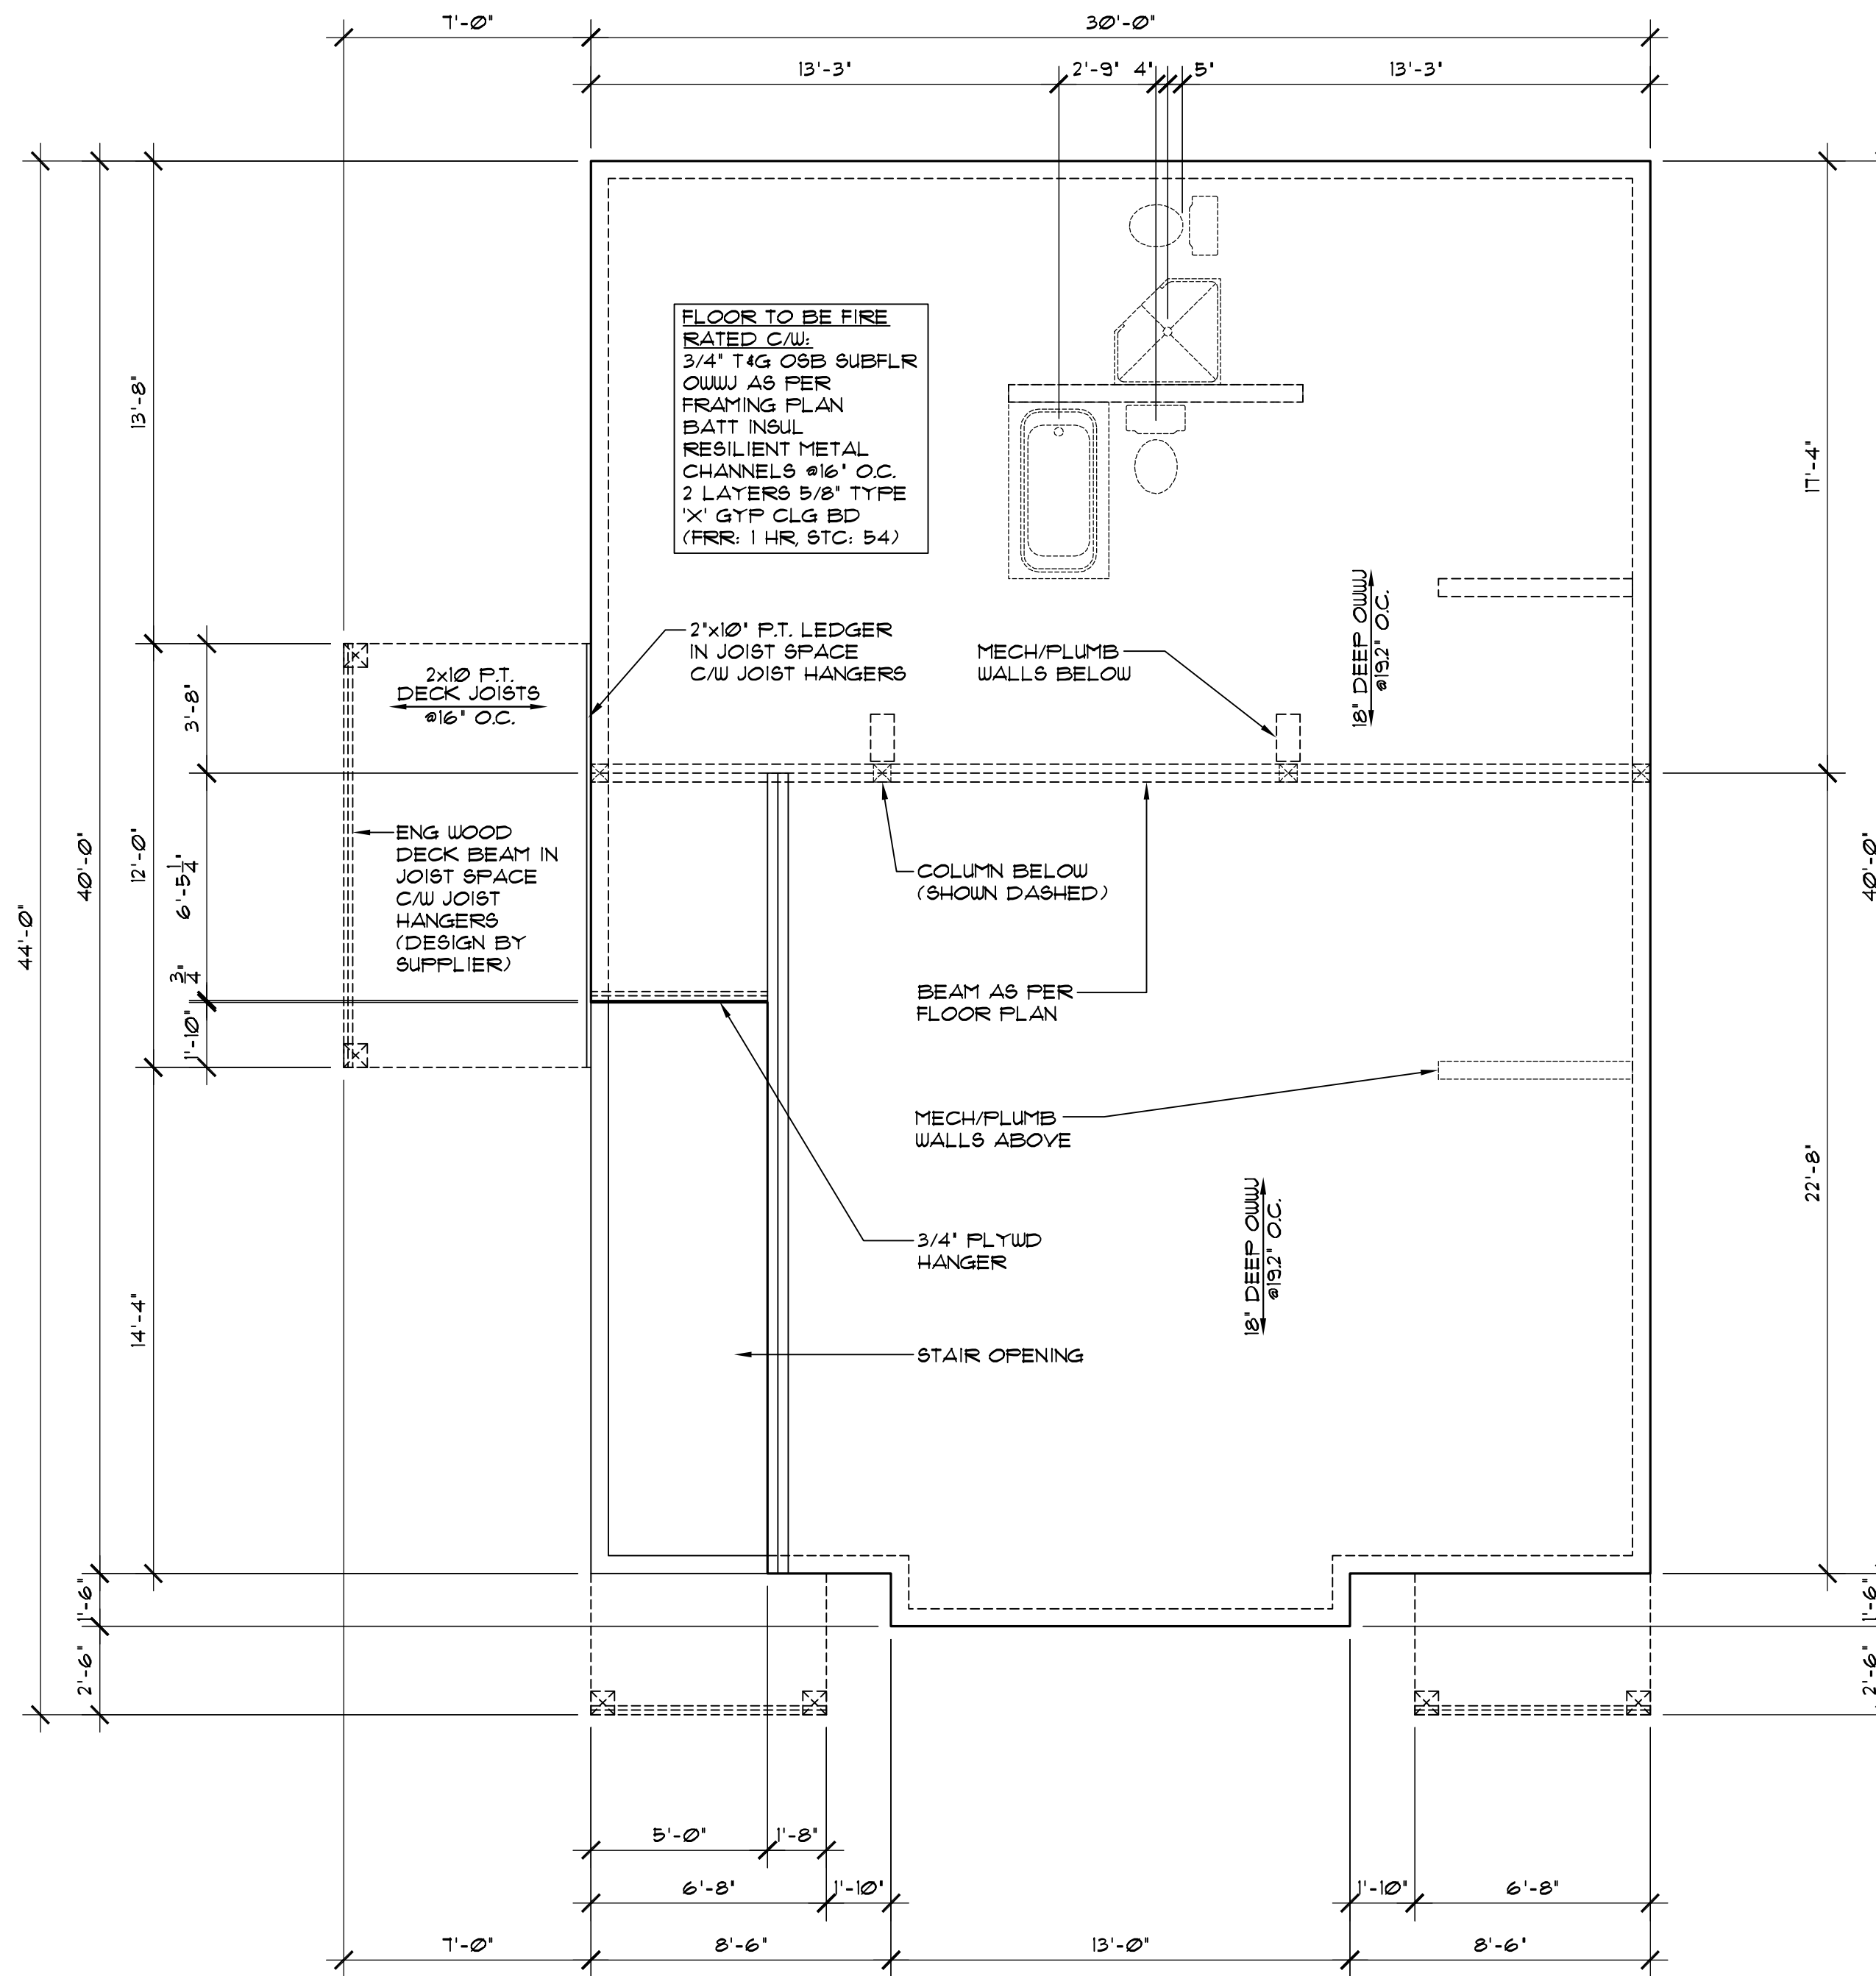 7'-0"
30'-0"
13'-3"
2'-9"
4"
5"
13'-3"
FLOOR TO BE FIRE
RATED C/W:
3/4" T&G OSB SUBFLR
OWWJ AS PER
FRAMING PLAN
BATT INSUL
RESILIENT METAL
CHANNELS @16" O.C.
2 LAYERS 5/8" TYPE
'X' GYP CLG BD
(FRR: 1 HR, STC: 54)
13'-8"
17'-4"
2"x10" P.T. LEDGER
IN JOIST SPACE
C/W JOIST HANGERS
MECH/PLUMB
WALLS BELOW
18" DEEP OWWJ
@19.2" O.C.
2x10 P.T.
DECK JOISTS
@16" O.C.
3'-8"
ENG WOOD
DECK BEAM IN
JOIST SPACE
C/W JOIST
HANGERS
(DESIGN BY
SUPPLIER)
COLUMN BELOW
(SHOWN DASHED)
44'-0"
40'-0"
12'-0"
6'-5 1/4"
3/4"
1'-10"
40'-0"
BEAM AS PER
FLOOR PLAN
MECH/PLUMB
WALLS ABOVE
22'-8"
3/4" PLYWD
HANGER
18" DEEP OWWJ
@19.2" O.C.
14'-4"
STAIR OPENING
1'-6"
2'-6"
1'-6"
2'-6"
5'-0"
1'-8"
6'-8"
1'-10"
1'-10"
6'-8"
7'-0"
8'-6"
13'-0"
8'-6"